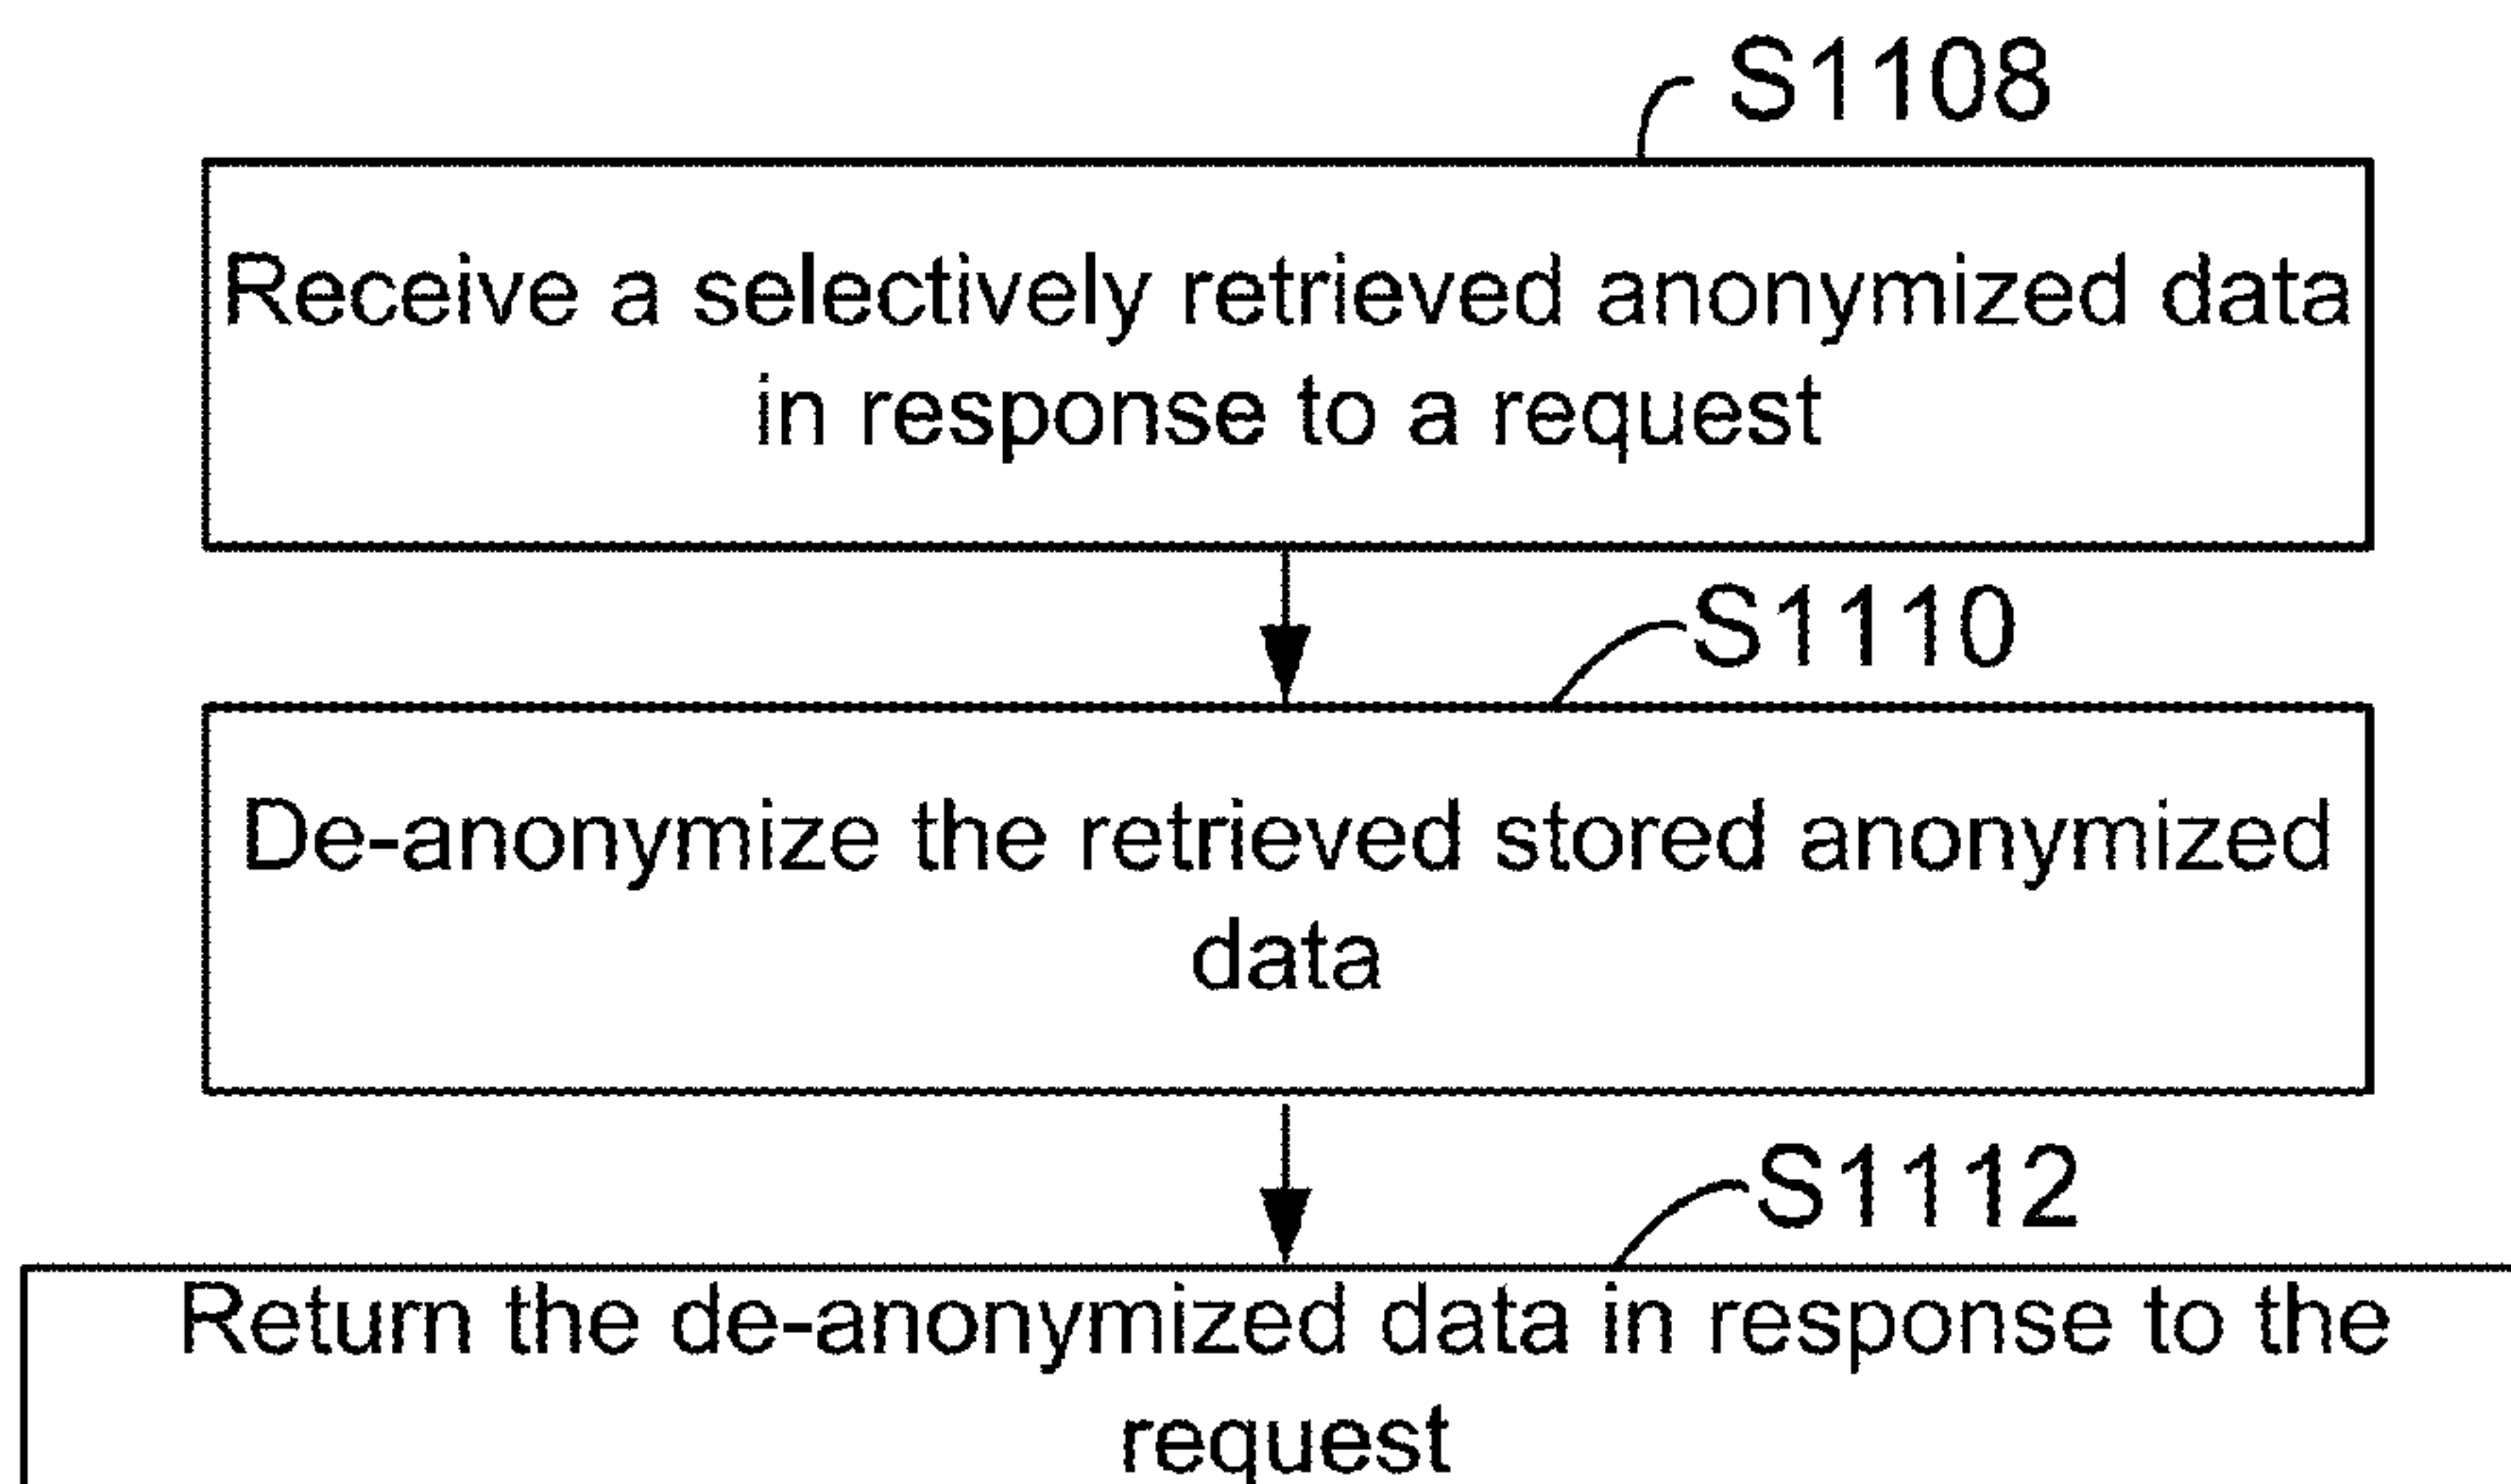 S1108
Receive a selectively retrieved anonymized data
in response to a request
S1110
De-anonymize the retrieved stored anonymized
data
S1112
Return the de-anonymized data in response to the
request